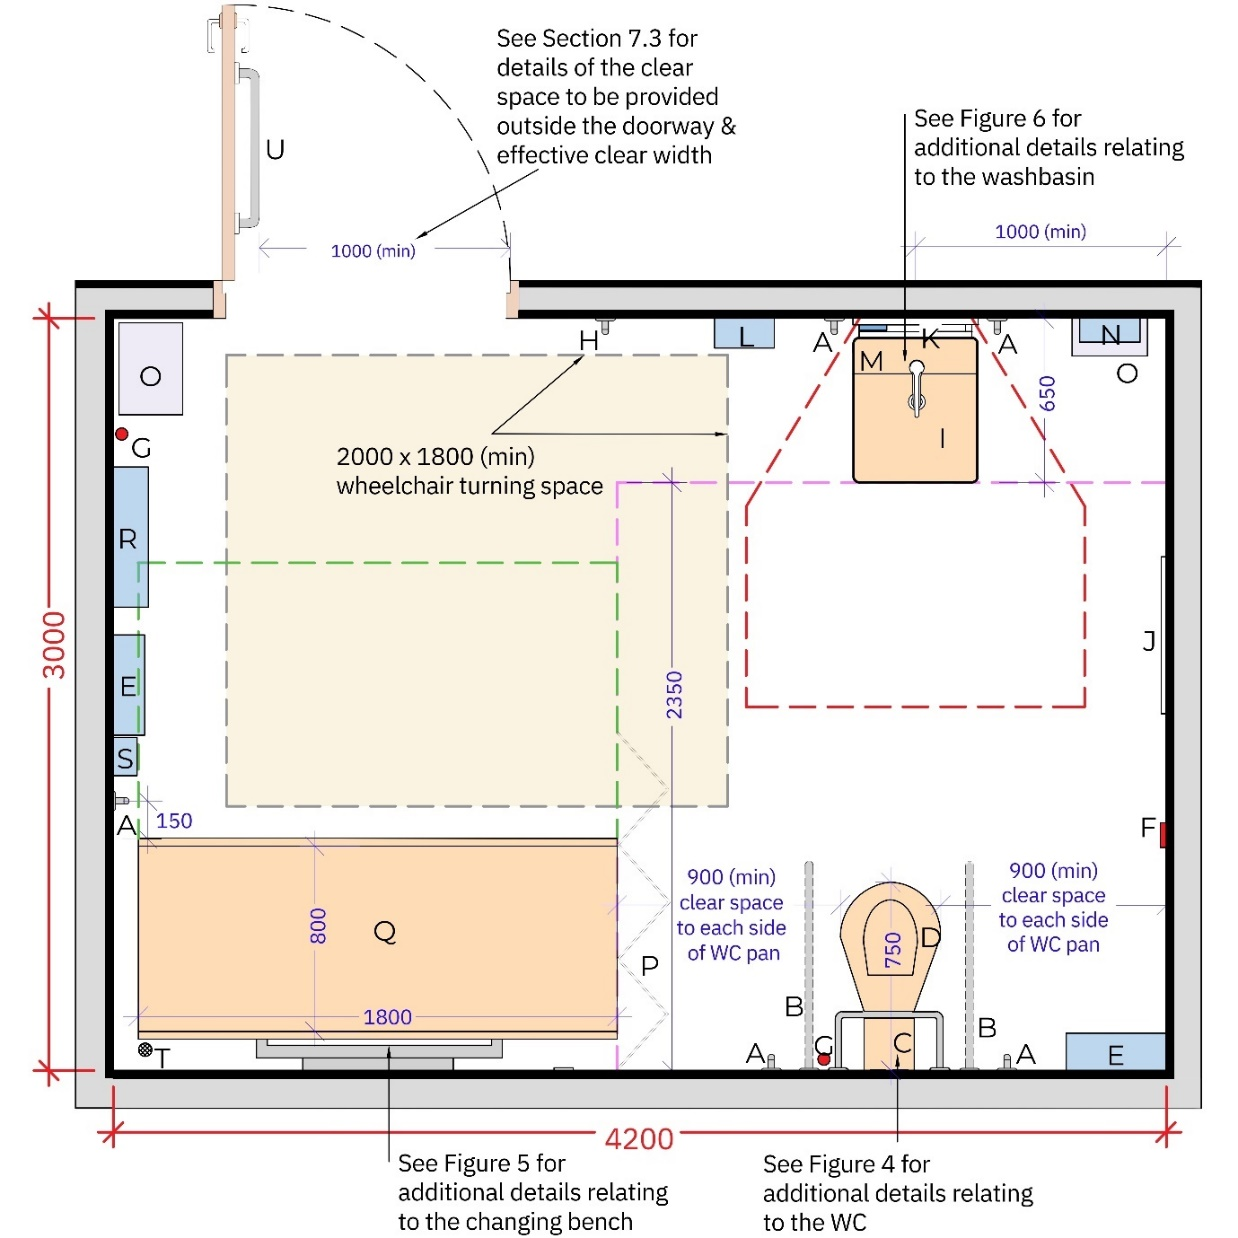 See Section 7.3 for
details of the clear
space to be provided
outside the doorway &
effective clear width
See Figure 6 for
additional details relating
to the washbasin
U
1000 (min)
1000 (min)
H
L
A
K
A
N
O
M
O
G
I
650
2000 x 1800 (min)
wheelchair turning space
R
3000
E
J
2350
S
A
150
F
900 (min)
clear space
to each side
of WC pan
900 (min)
clear space
to each side
of WC pan
800
Q
D
750
P
1800
B
B
T
A
G
C
A
E
4200
See Figure 5 for
additional details relating
to the changing bench
See Figure 4 for
additional details relating
to the WC